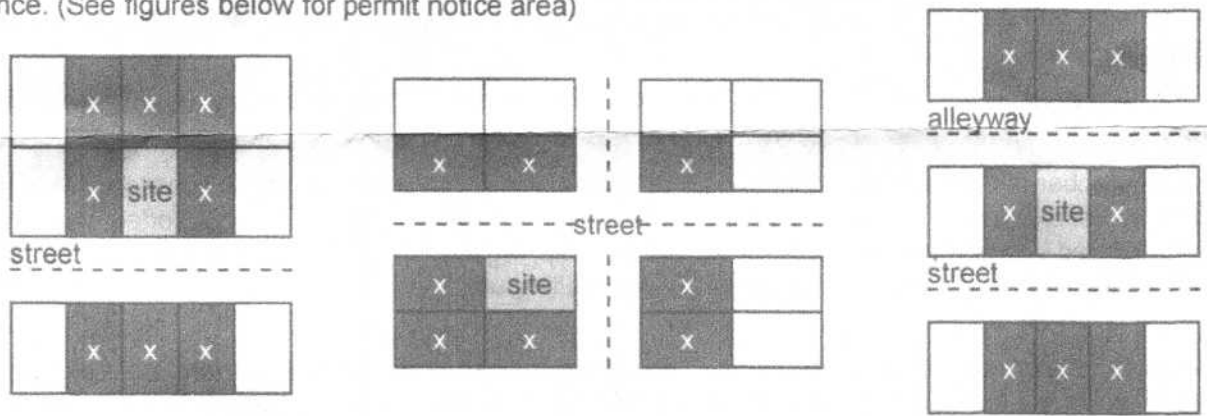 nce. (See figures below for permit notice area)
x x x
x site x
street
x x x
x x x
street
x site x
x x x
x x x
alleyway
x site x
street
x x x